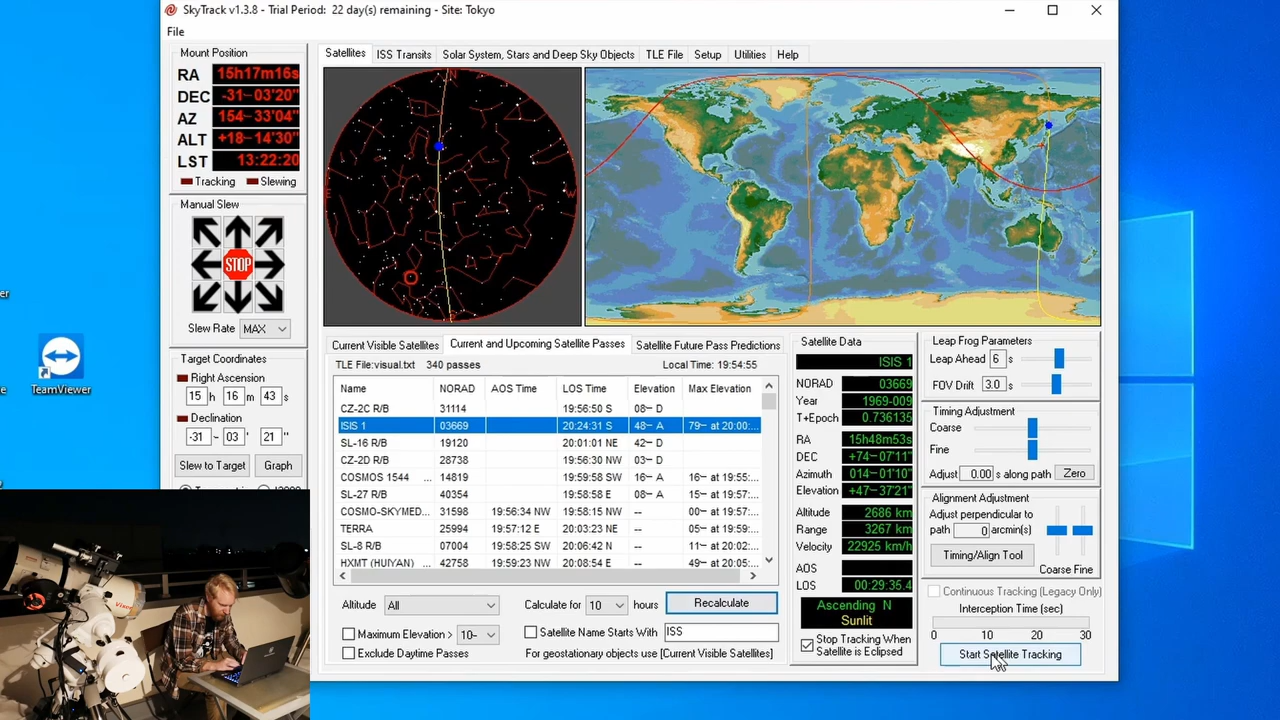 SkyTrack v1.3.8 - Trial Period: 22 day(s) remaining - Site: Tokyo
File
Mount Position
RA 15h17m16s
DEC -31~03'20"
AZ 154~33'04"
ALT +18~14'30"
LST 13:22:20
Tracking Slewing
Manual Slew
STOP
Slew Rate MAX
Target Coordinates
Right Ascension
15 h 16 m 43 s
Declination
-31 ~ 03 ' 21 "
Slew to Target Graph
TeamViewer
Satellites ISS Transits Solar System, Stars and Deep Sky Objects TLE File Setup Utilities Help
N
E
W
Current Visible Satellites Current and Upcoming Satellite Passes Satellite Future Pass Predictions
TLE File:visual.txt 340 passes Local Time: 19:54:55
Name NORAD AOS Time LOS Time Elevation Max Elevation
CZ-2C R/B 31114 19:56:50 S 08~ D
ISIS 1 03669 20:24:31 S 48~ A 79~ at 20:00:...
SL-16 R/B 19120 20:01:01 NE 42~ D
CZ-2D R/B 28738 19:56:30 NW 03~ D
COSMOS 1544 ... 14819 19:59:58 SW 16~ A 16~ at 19:55:...
SL-27 R/B 40354 19:58:58 E 08~ A
COSMO-SKYMED... 31598 19:56:34 NW 19:58:15 NW -- 00~ at 19:57:...
TERRA 25994 19:57:12 E 20:03:23 NE -- 05~ at 19:59:...
SL-8 R/B 07004 19:58:25 SW 20:06:42 N -- 11~ at 20:02:...
HXMT (HUIYAN) 42758 19:59:23 NW 20:08:54 E -- 49~ at 20:05:...
Altitude All Calculate for 10 hours Recalculate
Maximum Elevation > 10~ Satellite Name Starts With ISS
Exclude Daytime Passes For geostationary objects use [Current Visible Satellites]
Satellite Data
ISIS 1
NORAD 03669
Year 1969-009
T+Epoch 0.736135
RA 15h48m53s
DEC +74~07'11"
Azimuth 014~01'10"
Elevation +47~37'21"
Altitude 2686 km
Range 3267 km
Velocity 22925 km/h
AOS
LOS 00:29:35.4
Ascending N
Sunlit
Stop Tracking When
Satellite is Eclipsed
Leap Frog Parameters
Leap Ahead 6 s
FOV Drift 3.0 s
Timing Adjustment
Coarse
Fine
Adjust 0.00 s along path Zero
Alignment Adjustment
Adjust perpendicular to
path 0 arcmin(s)
Timing/Align Tool
Coarse Fine
Continuous Tracking (Legacy Only)
Interception Time (sec)
0 10 20 30
Start Satellite Tracking
Vixen